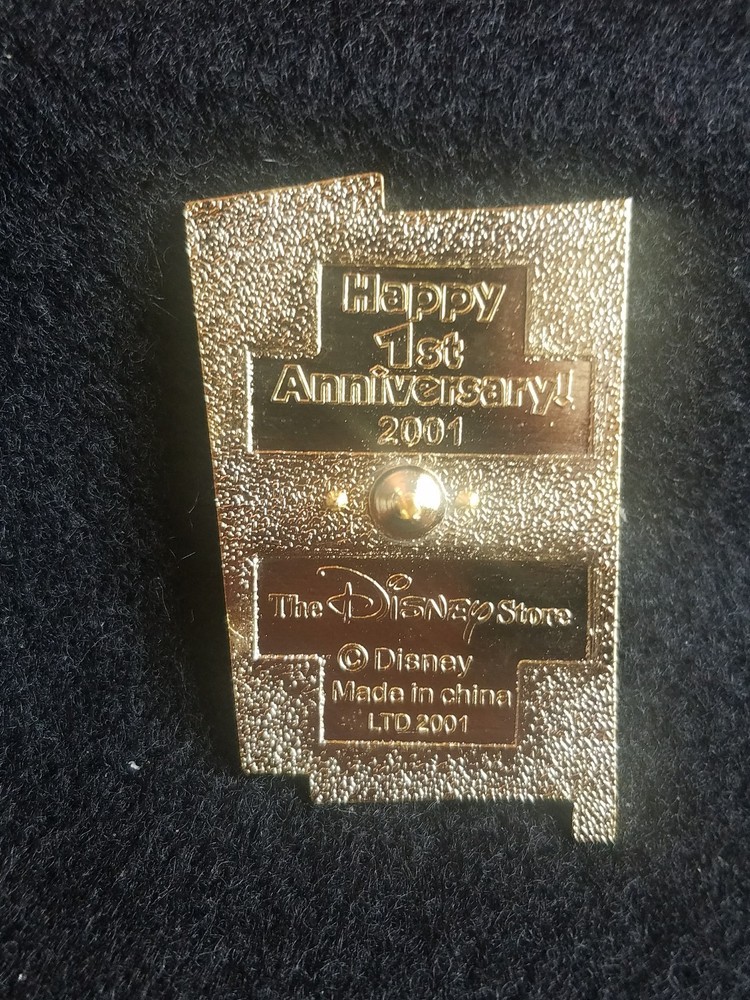 Happy
1st
Anniversary!
2001
The Disney Store
© Disney
Made in china
LTD 2001